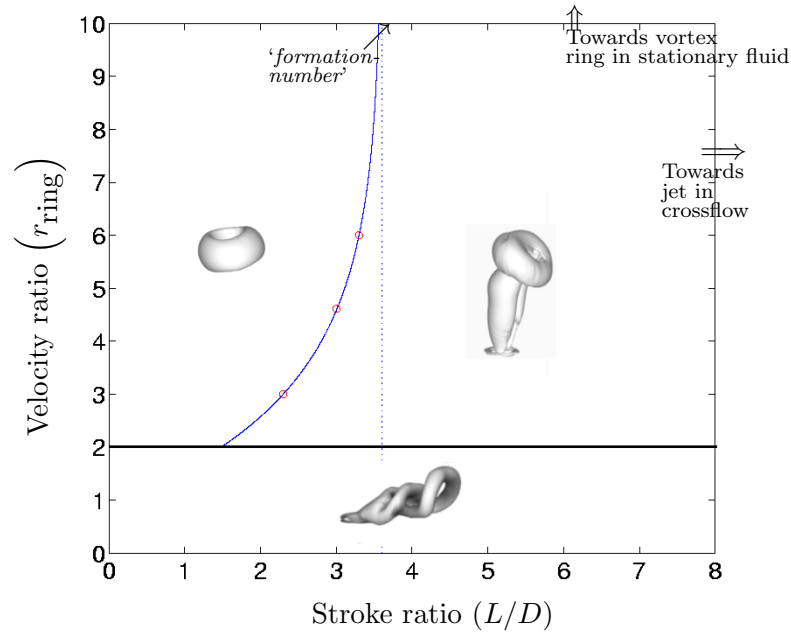 10
9
8
7
6
5
4
3
2
1
0
0 1 2 3 4 5 6 7 8
Velocity ratio (r_ring)
Stroke ratio (L/D)
‘formation-
number’
Towards vortex
ring in stationary fluid
Towards
jet in
crossflow